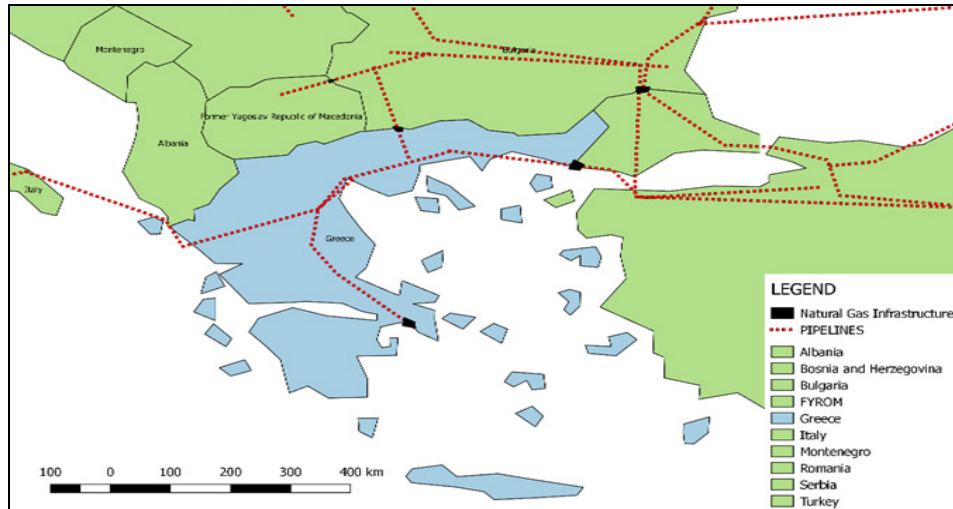 Montenegro
Bulgaria
Former Yugoslav Republic of Macedonia
Albania
Italy
Greece
LEGEND
Natural Gas Infrastructure
PIPELINES
Albania
Bosnia and Herzegovina
Bulgaria
FYROM
Greece
Italy
Montenegro
Romania
Serbia
Turkey
100 0 100 200 300 400 km